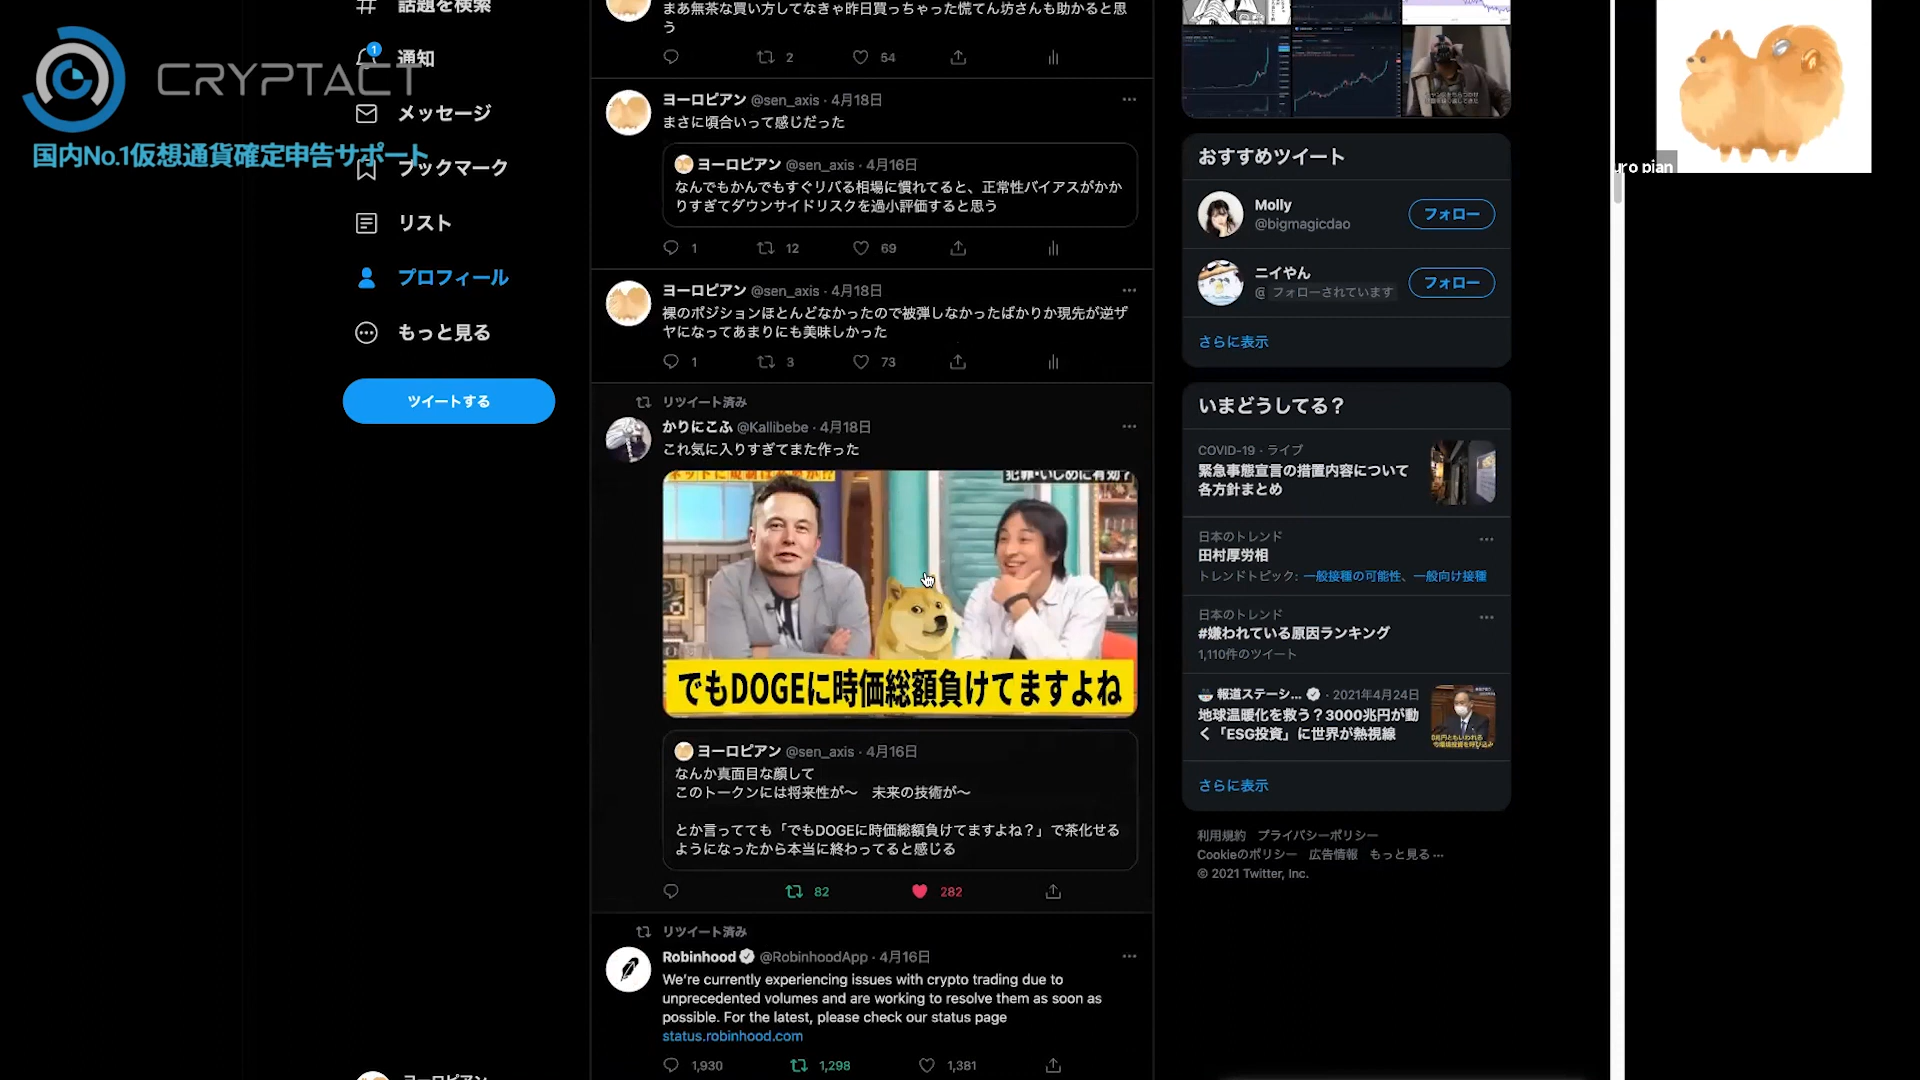 話題を検索
1
通知
CRYPTACT
メッセージ
国内No.1仮想通貨確定申告サポート
ブックマーク
リスト
プロフィール
もっと見る
ツイートする
ヨーロピアン
まあ無茶な買い方してなきゃ昨日買っちゃった慌てん坊さんも助かると思
う
2 54
ヨーロピアン @sen_axis · 4月18日
まさに頃合いって感じだった
ヨーロピアン @sen_axis · 4月16日
なんでもかんでもすぐリバる相場に慣れてると、正常性バイアスがかか
りすぎてダウンサイドリスクを過小評価すると思う
1 12 69
ヨーロピアン @sen_axis · 4月18日
裸のポジションほとんどなかったので被弾しなかったばかりか現先が逆ザ
ヤになってあまりにも美味しかった
1 3 73
リツイート済み
かりにこふ @Kallibebe · 4月18日
これ気に入りすぎてまた作った
犯罪・いじめに有効?
でもDOGEに時価総額負けてますよね
ヨーロピアン @sen_axis · 4月16日
なんか真面目な顔して
このトークンには将来性が〜 未来の技術が〜
とか言ってても「でもDOGEに時価総額負けてますよね？」で茶化せる
ようになったから本当に終わってると感じる
82 282
リツイート済み
Robinhood @RobinhoodApp · 4月16日
We're currently experiencing issues with crypto trading due to
unprecedented volumes and are working to resolve them as soon as
possible. For the latest, please check our status page
status.robinhood.com
1,930 1,298 1,381
おすすめツイート
Molly
@bigmagicdao
フォロー
ニイやん
@ フォローされています
フォロー
さらに表示
いまどうしてる？
COVID-19 · ライブ
緊急事態宣言の措置内容について
各方針まとめ
日本のトレンド
田村厚労相
トレンドトピック: 一般接種の可能性、一般向け接種
日本のトレンド
#嫌われている原因ランキング
1,110件のツイート
報道ステーシ... · 2021年4月24日
地球温暖化を救う？3000兆円が動
く「ESG投資」に世界が熱視線
さらに表示
利用規約 プライバシーポリシー
Cookieのポリシー 広告情報 もっと見る ···
© 2021 Twitter, Inc.
uro pian